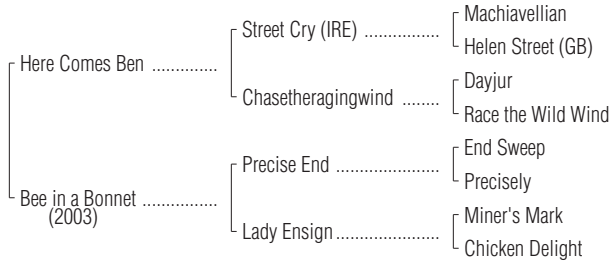 Machiavellian
Street Cry (IRE) ................
Helen Street (GB)
Here Comes Ben .............
Dayjur
Chasetheragingwind ........
Race the Wild Wind
End Sweep
Precise End ......................
Precisely
Bee in a Bonnet ...............
(2003)
Miner's Mark
Lady Ensign......................
Chicken Delight